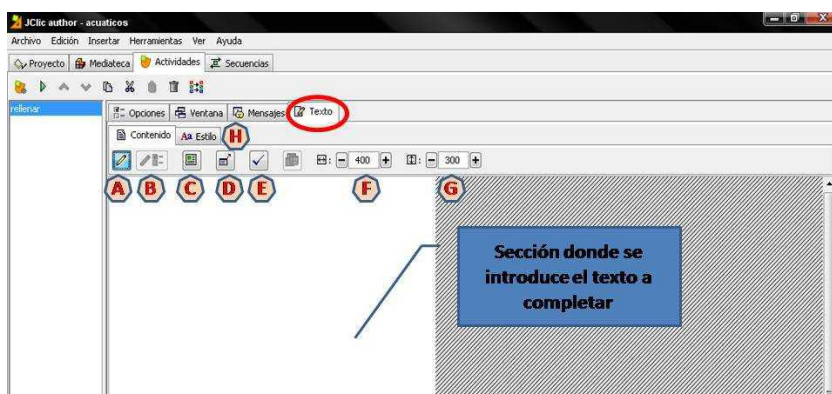 JClic author - acuaticos
Archivo Edición Insertar Herramientas Ver Ayuda
Proyecto Mediateca Actividades Secuencias
rellenar
Opciones Ventana Mensajes Texto
Contenido Aa Estilo H
400 300
A B C D E F G
Sección donde se
introduce el texto a
completar